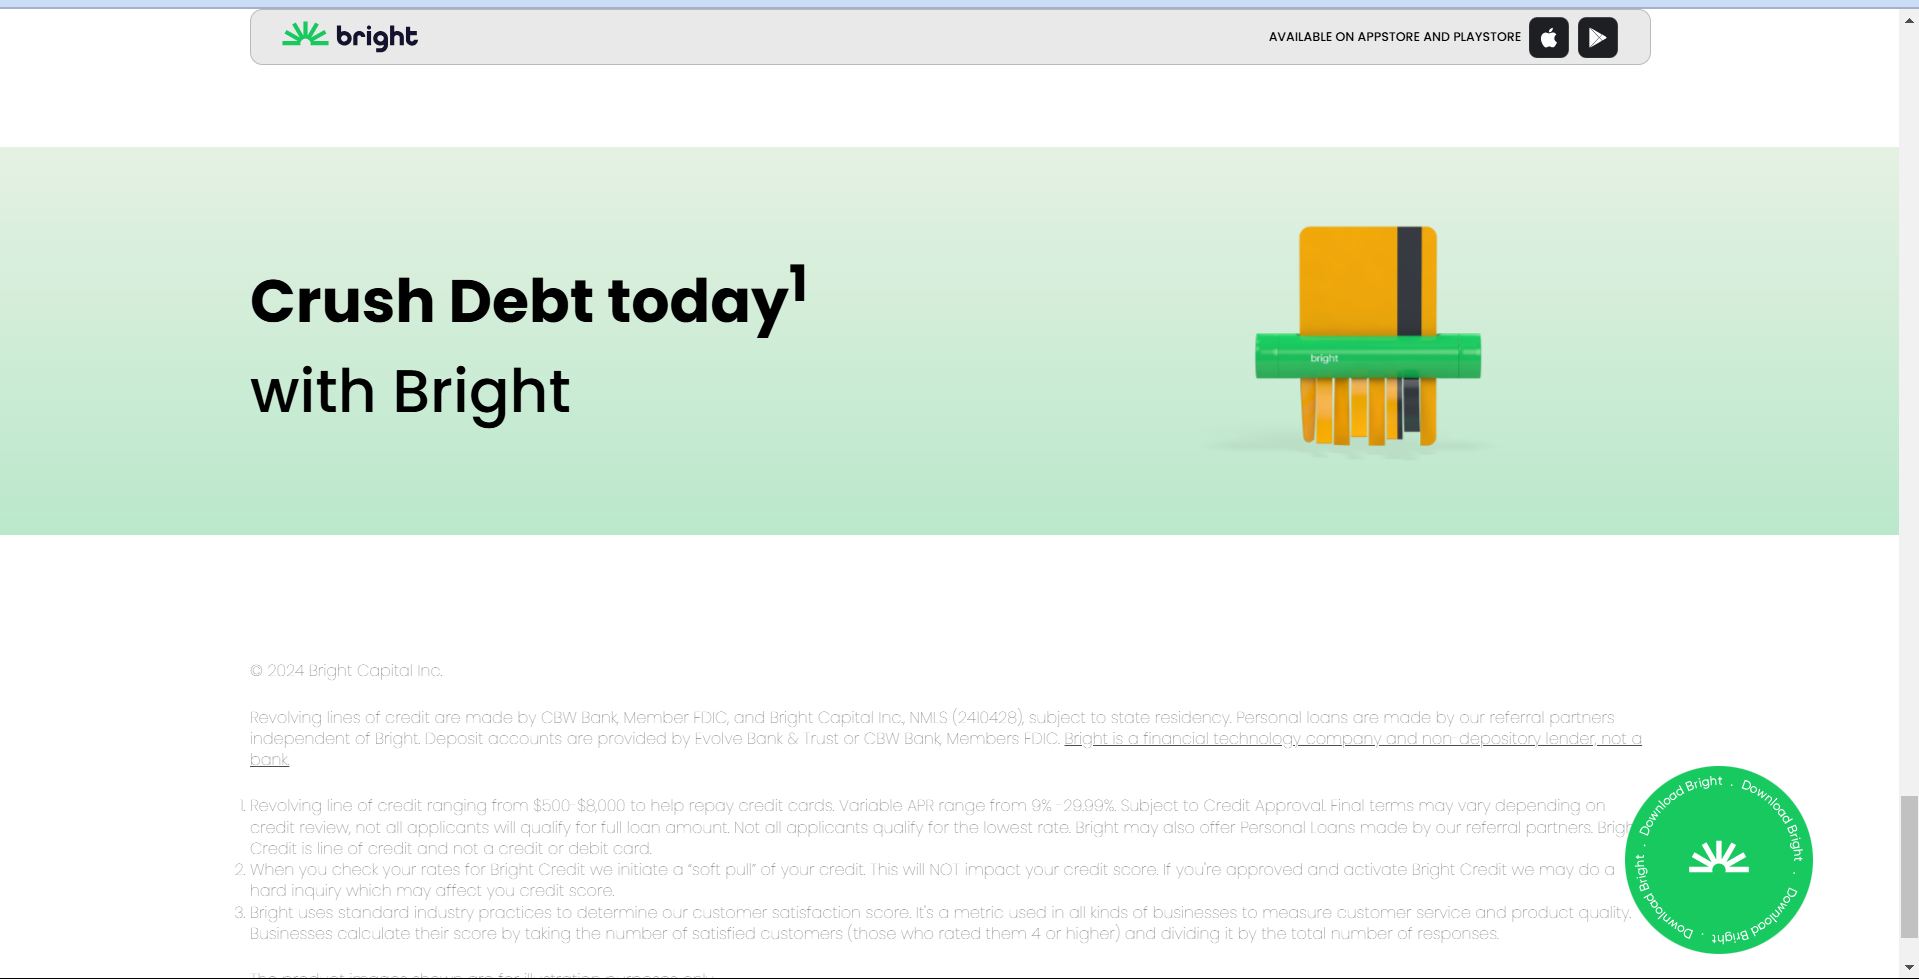 bright
AVAILABLE ON APPSTORE AND PLAYSTORE
Crush Debt today1
with Bright
bright
© 2024 Bright Capital Inc.
Revolving lines of credit are made by CBW Bank, Member FDIC, and Bright Capital Inc., NMLS (2410428), subject to state residency. Personal loans are made by our referral partners
independent of Bright. Deposit accounts are provided by Evolve Bank & Trust or CBW Bank, Members FDIC. Bright is a financial technology company and non-depository lender, not a
bank.
1. Revolving line of credit ranging from $500-$8,000 to help repay credit cards. Variable APR range from 9% -29.99%. Subject to Credit Approval. Final terms may vary depending on
credit review, not all applicants will qualify for full loan amount. Not all applicants qualify for the lowest rate. Bright may also offer Personal Loans made by our referral partners. Brigh
Credit is line of credit and not a credit or debit card.
2. When you check your rates for Bright Credit we initiate a “soft pull” of your credit. This will NOT impact your credit score. If you're approved and activate Bright Credit we may do a
hard inquiry which may affect you credit score.
3. Bright uses standard industry practices to determine our customer satisfaction score. It's a metric used in all kinds of businesses to measure customer service and product quality.
Businesses calculate their score by taking the number of satisfied customers (those who rated them 4 or higher) and dividing it by the total number of responses.
The product images shown are for illustration purposes only
Download Bright . Download Bright . Download Bright . Download Bright .